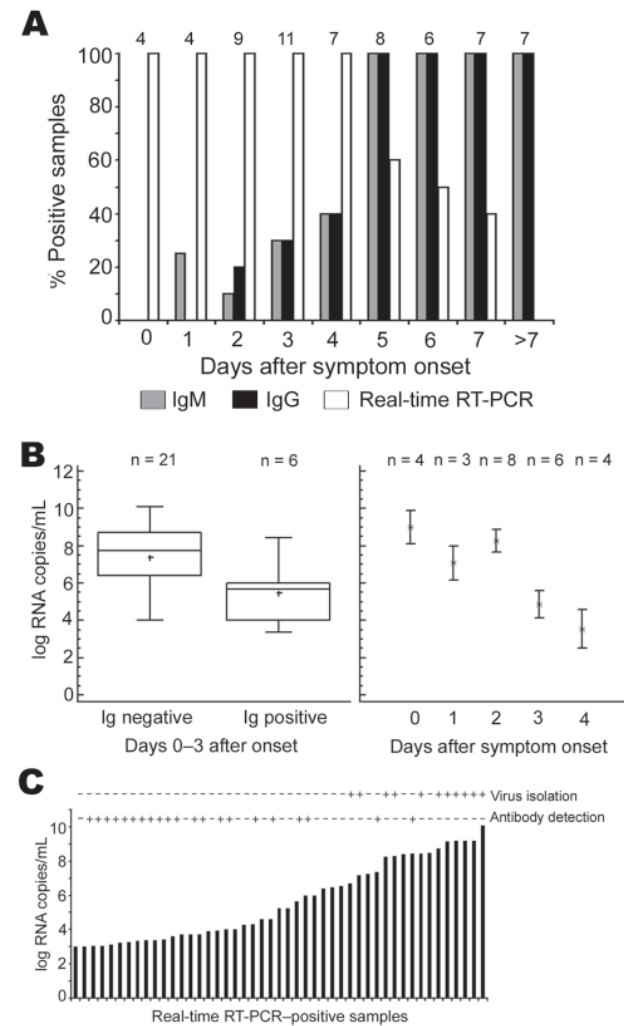 A
4 4 9 11 7 8 6 7 7
100
80
60
40
20
0
% Positive samples
0 1 2 3 4 5 6 7 >7
Days after symptom onset
IgM IgG Real-time RT-PCR
B
n = 21 n = 6
n = 4 n = 3 n = 8 n = 6 n = 4
12
10
8
6
4
2
0
log RNA copies/mL
Ig negative Ig positive
0 1 2 3 4
Days 0–3 after onset
Days after symptom onset
C
Virus isolation
Antibody detection
10
8
6
4
2
0
log RNA copies/mL
Real-time RT-PCR–positive samples